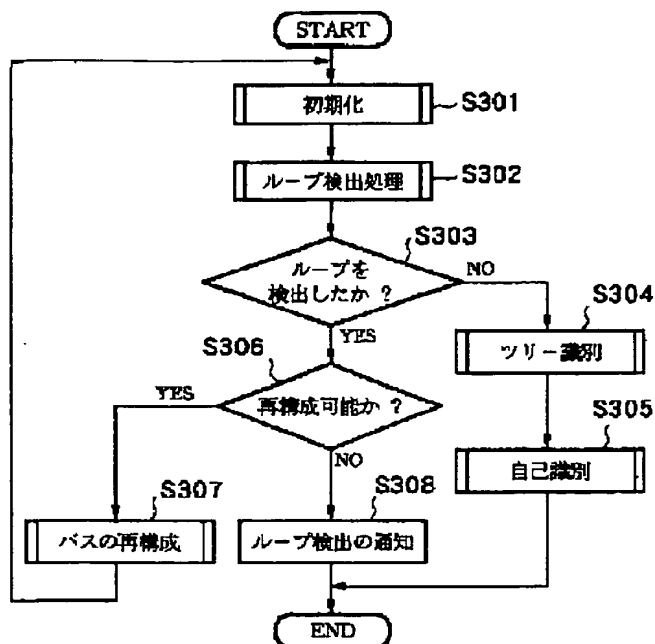 START
初期化
S301
ループ検出処理
S302
S303
ループを
検出したか ?
NO
YES
S304
ツリー識別
S306
再構成可能か ?
YES
NO
S305
自己識別
S307
バスの再構成
S308
ループ検出の通知
END